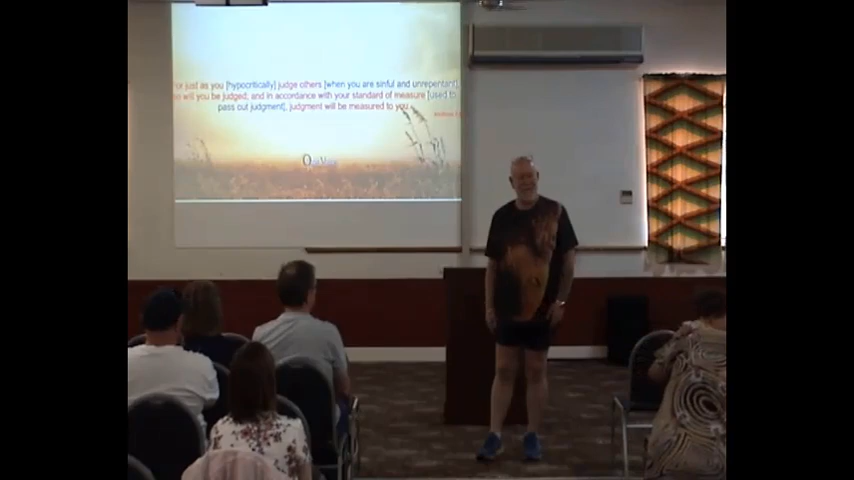 For just as you [hypocritically] judge others [when you are sinful and unrepentant],
so will you be judged; and in accordance with your standard of measure [used to
pass out judgment], judgment will be measured to you.